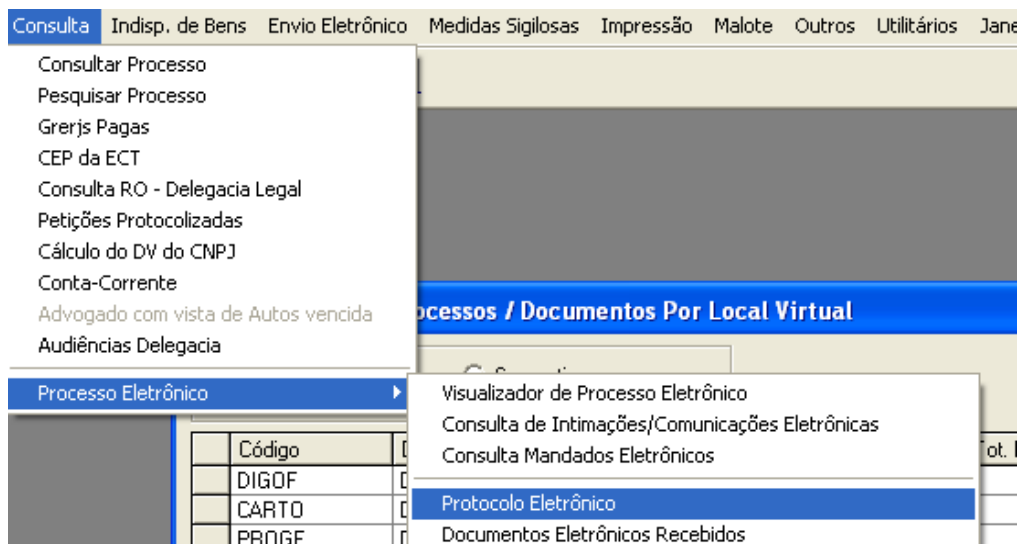 Consulta Indisp. de Bens Envio Eletrônico Medidas Sigilosas Impressão Malote Outros Utilitários
Consultar Processo
Pesquisar Processo
Grerjs Pagas
CEP da ECT
Consulta RO - Delegacia Legal
Petições Protocolizadas
Cálculo do DV do CNPJ
Conta-Corrente
Advogado com vista de Autos vencida
Audiências Delegacia
Processo Eletrônico
/ Documentos Por Local Virtual
Visualizador de Processo Eletrônico
Consulta de Intimações/Comunicações Eletrônicas
Consulta Mandados Eletrônicos
Protocolo Eletrônico
Documentos Eletrônicos Recebidos
Código
DIGOF
CARTO
PROGE